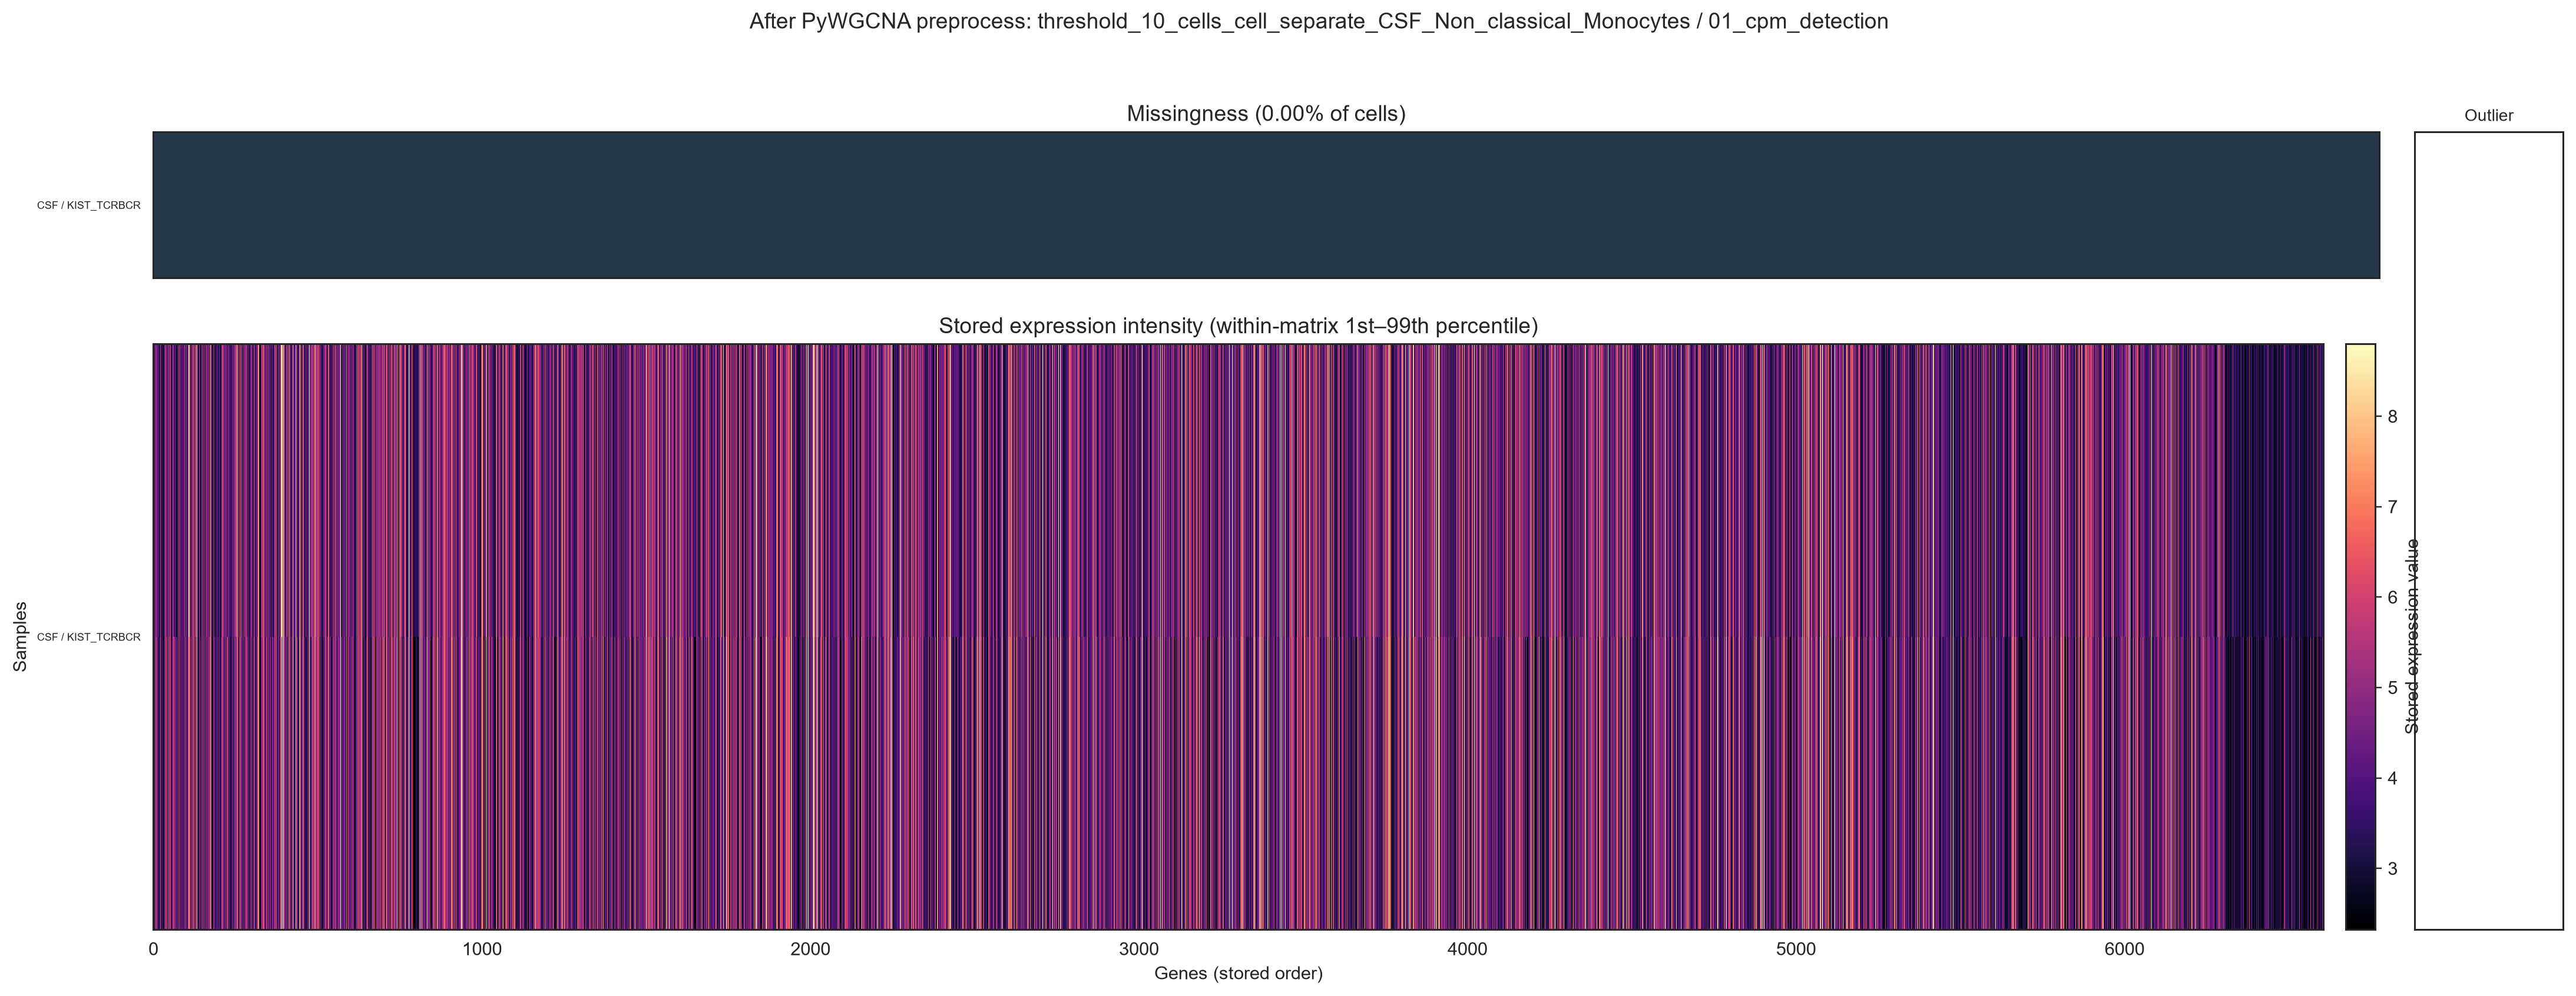 After PyWGCNA preprocess: threshold_10_cells_cell_separate_CSF_Non_classical_Monocytes / 01_cpm_detection
Missingness (0.00% of cells)
Outlier
CSF / KIST_TCRBCR
Stored expression intensity (within-matrix 1st–99th percentile)
Samples
CSF / KIST_TCRBCR
8
7
6
5
4
3
Stored expression value
0 1000 2000 3000 4000 5000 6000
Genes (stored order)